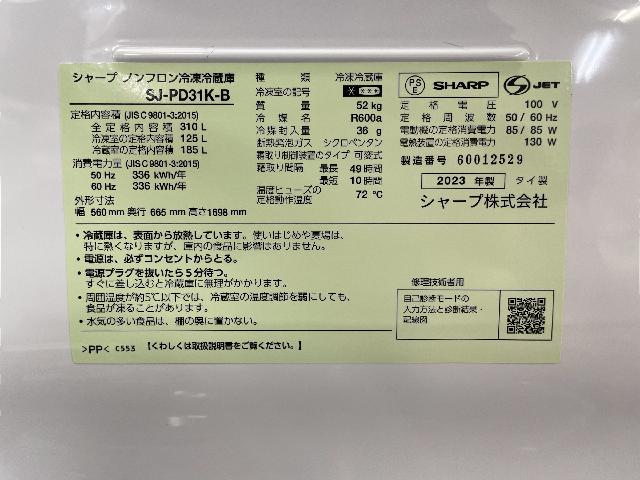 シャープ ノンフロン冷凍冷蔵庫
SJ-PD31K-B
定格内容積 (JIS C 9801-3:2015)
全定格内容積 310 L
冷凍室の定格内容積 125 L
冷蔵室の定格内容積 185 L
消費電力量 (JIS C 9801-3:2015)
50 Hz 336 kWh/年
60 Hz 336 kWh/年
外形寸法
幅 560 mm 奥行 665 mm 高さ 1698 mm
種類 冷凍冷蔵庫
冷凍室の記号
質量 52 kg
冷媒 R600a
冷媒封入量 36 g
断熱発泡ガス シクロペンタン
霜取り制御装置のタイプ 可変式
霜取り間隔 最長 49時間
最短 10時間
温度ヒューズの
定格動作温度 72 ℃
PS
E
SHARP
JET
定格電圧 100 V
定格周波数 50/60 Hz
電動機の定格消費電力 85/85 W
電熱装置の定格消費電力 130 W
製造番号 60012529
2023 年製
タイ製
シャープ株式会社
・冷蔵庫は、表面から放熱しています。使いはじめや夏場は、
特に熱くなりますが、庫内の食品に影響はありません。
・電源は、必ずコンセントからとる。
・電源プラグを抜いたら5分待つ。
すぐに差し込むと冷蔵庫に無理がかかります。
・周囲温度が約5℃以下では、冷蔵室の温度調節を弱にしても、
食品が凍ることがあります。
・水気の多い食品は、棚の奥に置かない。
>PP< C553 【くわしくは取扱説明書をご覧ください。】
修理技術者用
自己診断モードの
入力方法と診断結果・
配線図